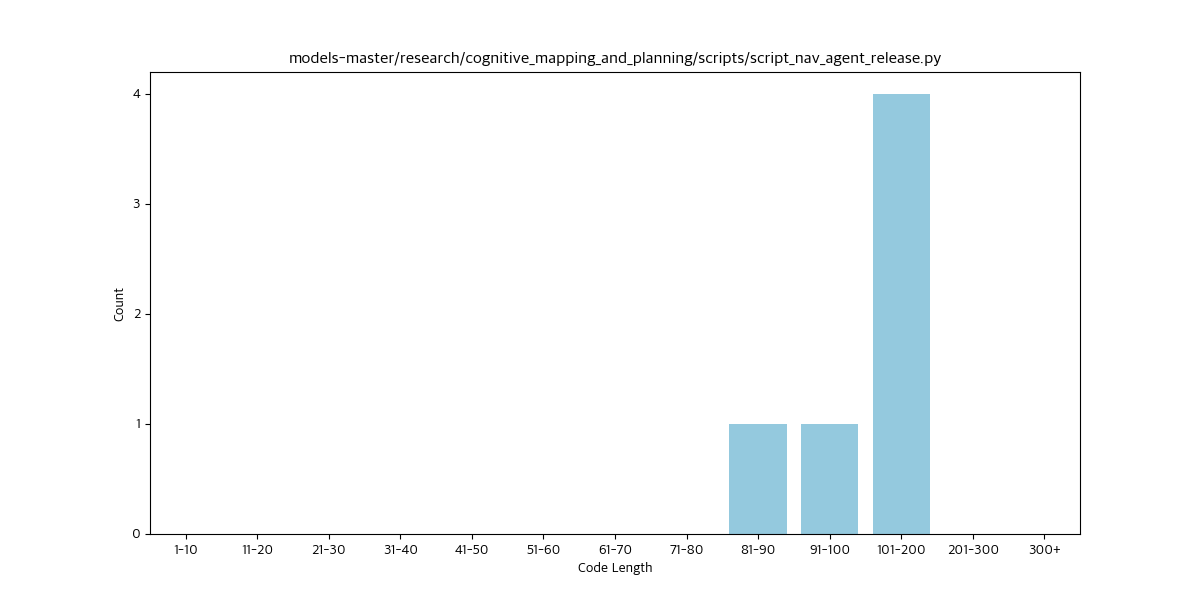 models-master/research/cognitive_mapping_and_planning/scripts/script_nav_agent_release.py
4
3
2
1
0
Count
1-10 11-20 21-30 31-40 41-50 51-60 61-70 71-80 81-90 91-100 101-200 201-300 300+
Code Length